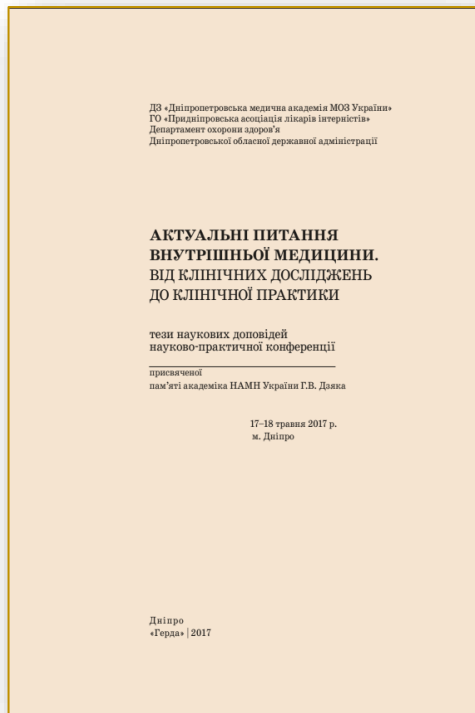 ДЗ «Дніпропетровська медична академія МОЗ України»
ГО «Придніпровська асоціація лікарів інтерністів»
Департамент охорони здоров'я
Дніпропетровської обласної державної адміністрації
АКТУАЛЬНІ ПИТАННЯ
ВНУТРІШНЬОЇ МЕДИЦИНИ.
ВІД КЛІНІЧНИХ ДОСЛІДЖЕНЬ
ДО КЛІНІЧНОЇ ПРАКТИКИ
тези наукових доповідей
науково-практичної конференції
присвяченої
пам'яті академіка НАМН України Г.В. Дзяка
17–18 травня 2017 р.
м. Дніпро
Дніпро
«Герда» | 2017